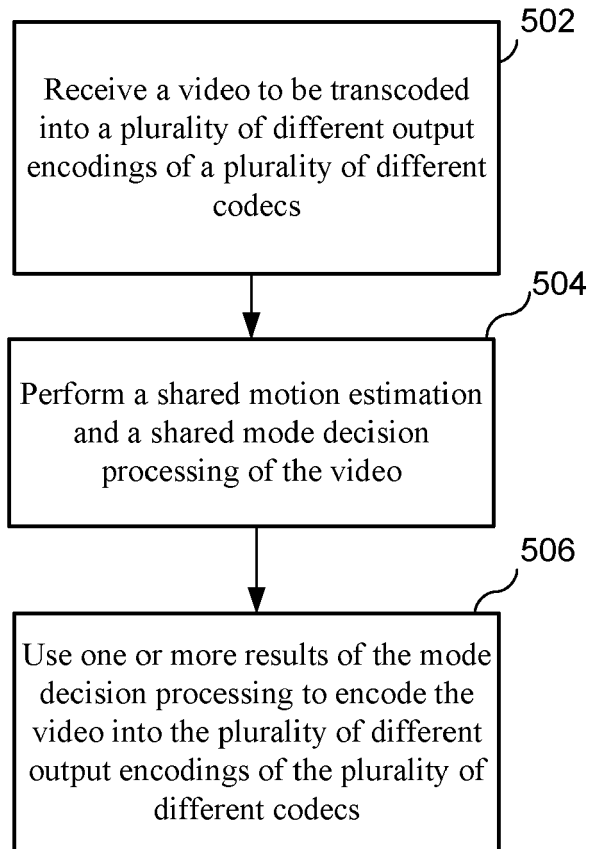 502
Receive a video to be transcoded
into a plurality of different output
encodings of a plurality of different
codecs
504
Perform a shared motion estimation
and a shared mode decision
processing of the video
506
Use one or more results of the mode
decision processing to encode the
video into the plurality of different
output encodings of the plurality of
different codecs